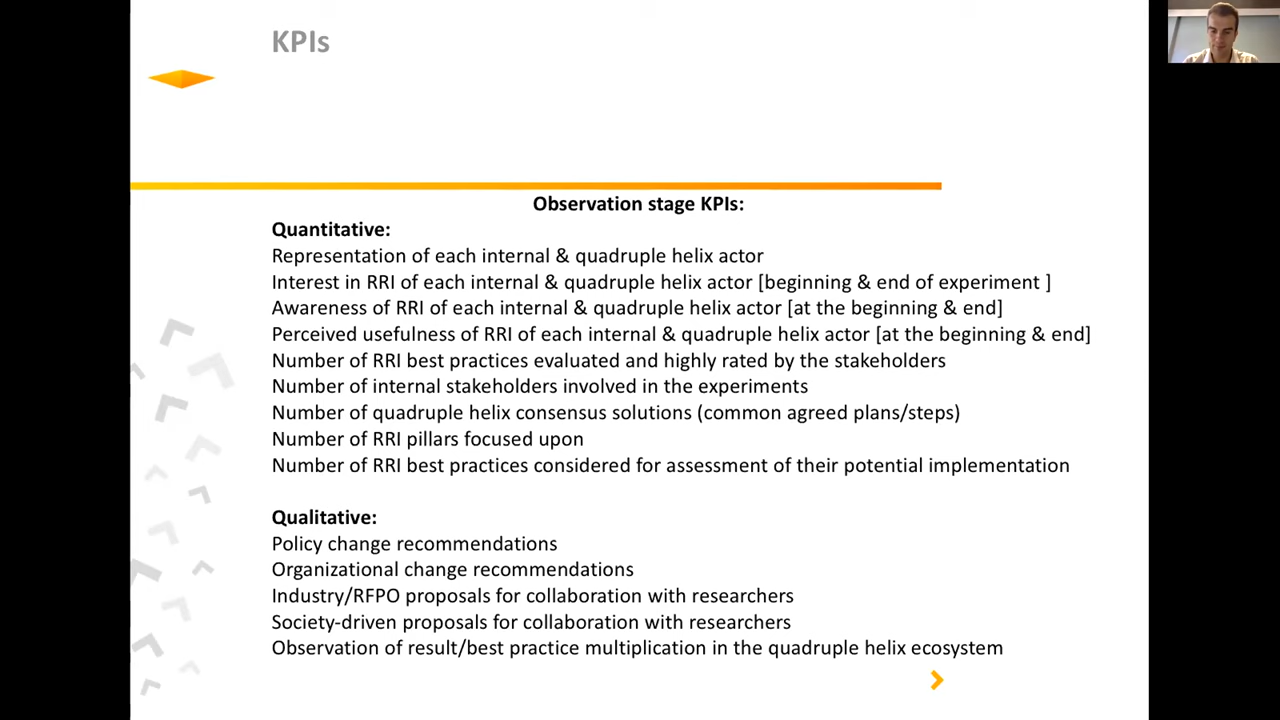 KPIs
Observation stage KPIs:
Quantitative:
Representation of each internal & quadruple helix actor
Interest in RRI of each internal & quadruple helix actor [beginning & end of experiment ]
Awareness of RRI of each internal & quadruple helix actor [at the beginning & end]
Perceived usefulness of RRI of each internal & quadruple helix actor [at the beginning & end]
Number of RRI best practices evaluated and highly rated by the stakeholders
Number of internal stakeholders involved in the experiments
Number of quadruple helix consensus solutions (common agreed plans/steps)
Number of RRI pillars focused upon
Number of RRI best practices considered for assessment of their potential implementation
Qualitative:
Policy change recommendations
Organizational change recommendations
Industry/RFPO proposals for collaboration with researchers
Society-driven proposals for collaboration with researchers
Observation of result/best practice multiplication in the quadruple helix ecosystem